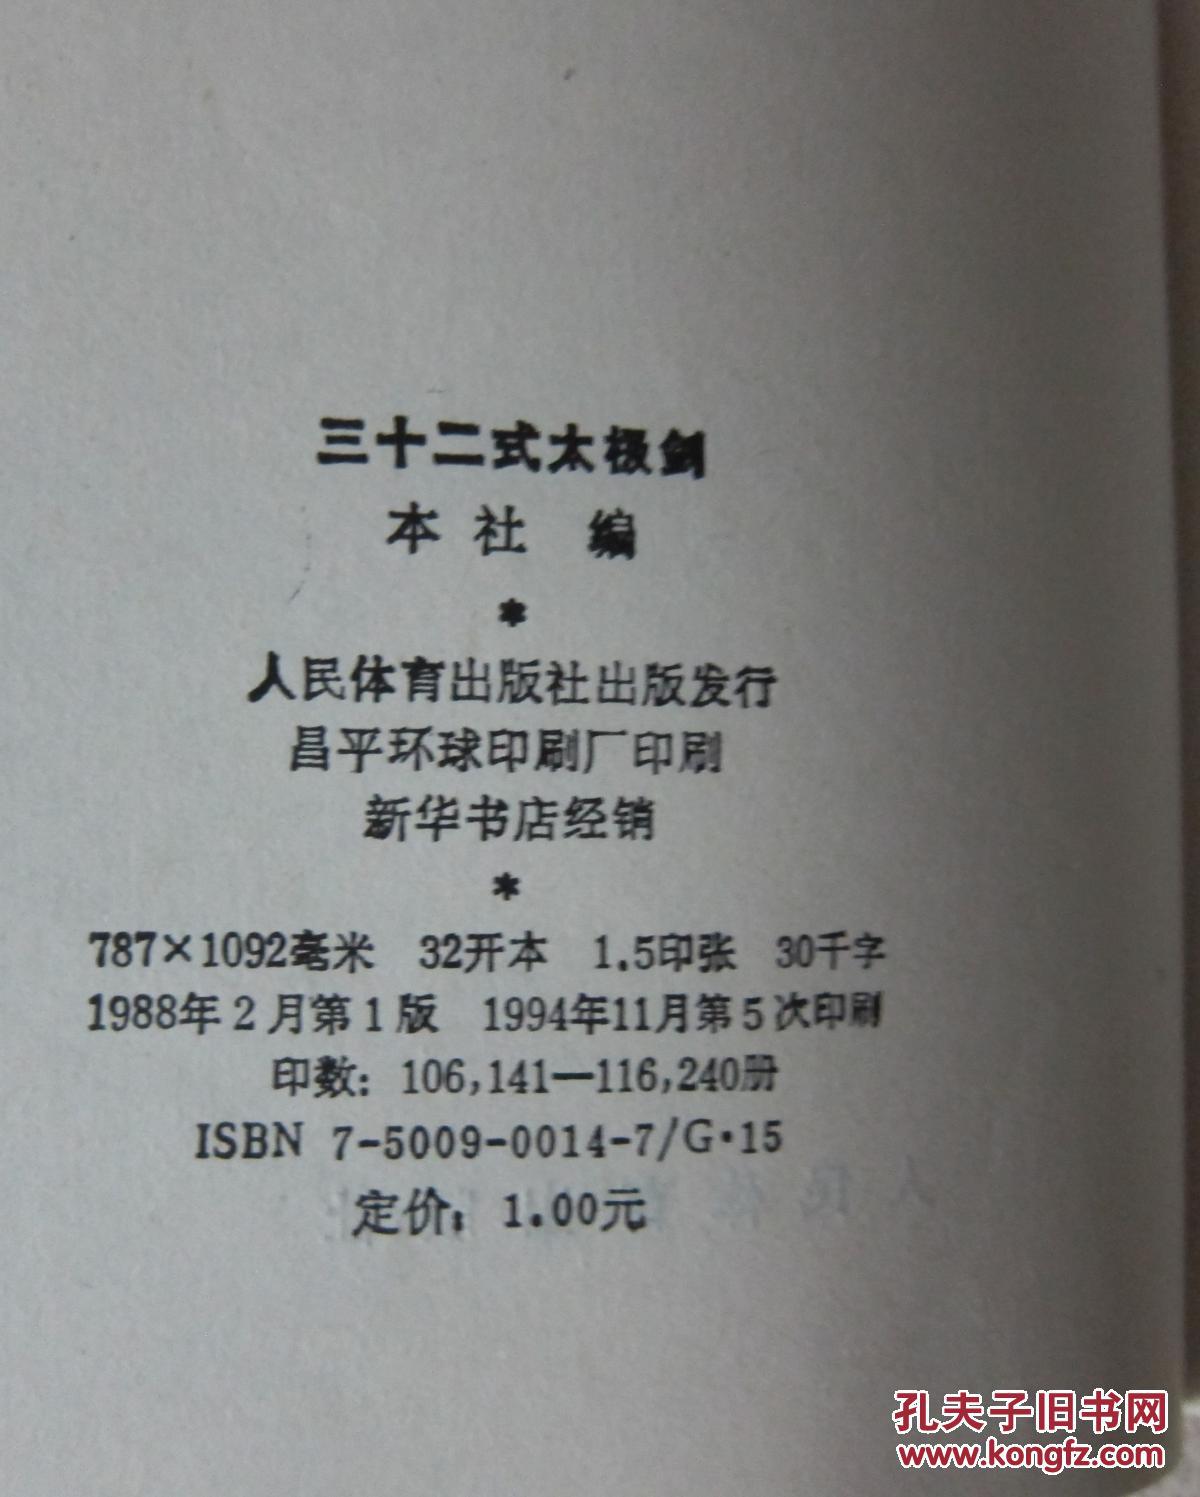 三十二式太极剑
本社 编
*
人民体育出版社出版发行
昌平环球印刷厂印刷
新华书店经销
*
787×1092毫米 32开本 1.5印张 30千字
1988年2月第1版 1994年11月第5次印刷
印数：106,141—116,240册
ISBN 7-5009-0014-7/G·15
定价：1.00元
孔夫子旧书网
www.kongfz.com